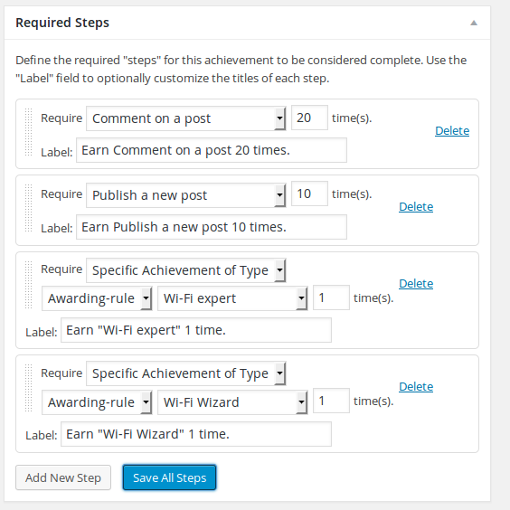 Required Steps
Define the required "steps" for this achievement to be considered complete. Use the
"Label" field to optionally customize the titles of each step.
Require Comment on a post 20 time(s).
Delete
Label: Earn Comment on a post 20 times.
Require Publish a new post 10 time(s).
Delete
Label: Earn Publish a new post 10 times.
Require Specific Achievement of Type
Delete
Awarding-rule Wi-Fi expert 1 time(s).
Label: Earn "Wi-Fi expert" 1 time.
Require Specific Achievement of Type
Delete
Awarding-rule Wi-Fi Wizard 1 time(s).
Label: Earn "Wi-Fi Wizard" 1 time.
Add New Step Save All Steps